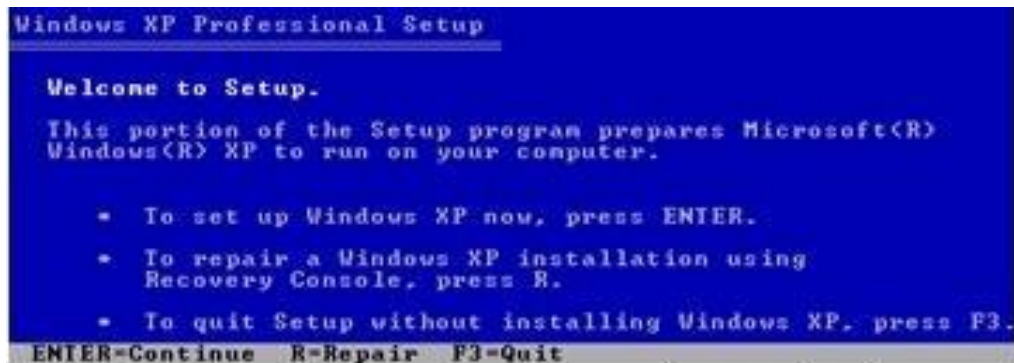 Windows XP Professional Setup
Welcome to Setup.
This portion of the Setup program prepares Microsoft(R)
Windows(R) XP to run on your computer.
• To set up Windows XP now, press ENTER.
• To repair a Windows XP installation using
Recovery Console, press R.
• To quit Setup without installing Windows XP, press F3.
ENTER=Continue R=Repair F3=Quit